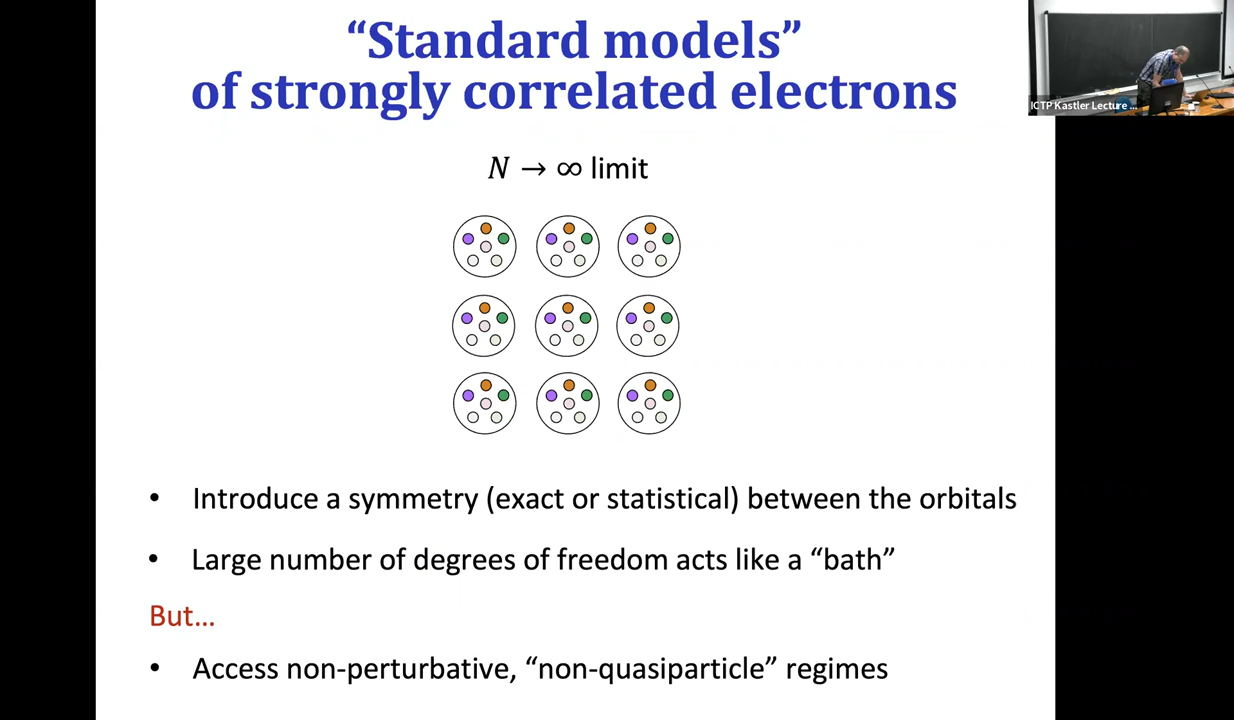 “Standard models”
of strongly correlated electrons
N → ∞ limit
• Introduce a symmetry (exact or statistical) between the orbitals
• Large number of degrees of freedom acts like a “bath”
But…
• Access non-perturbative, “non-quasiparticle” regimes
ICTP Kastler Lecture ...